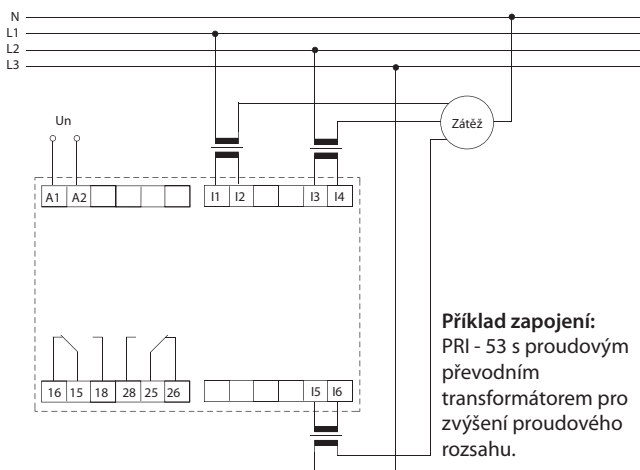 N
L1
L2
L3
Un
Zátěž
A1 A2 I1 I2 I3 I4
Příklad zapojení:
PRI - 53 s proudovým
převodním
transformátorem pro
zvýšení proudového
rozsahu.
16 15 18 28 25 26 I5 I6